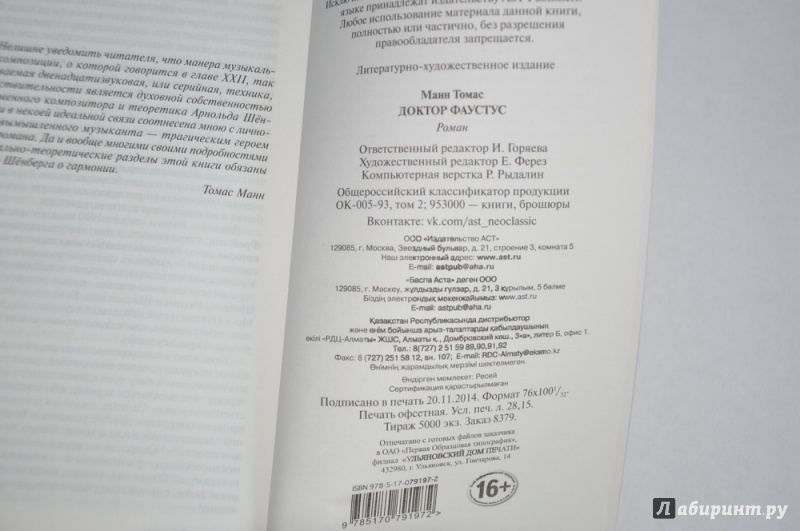 Нелишне уведомить читателя, что манера музыкаль-
композиции, о которой говорится в главе XXII, так
ваемая двенадцатизвуковая, или серийная, техника,
ствительности является духовной собственностью
менного композитора и теоретика Арнольда Шён-
и в некоей идеальной связи соотнесена мною с лично-
вымышленного музыканта — трагическим героем
романа. Да и вообще многими своими подробностями
ально-теоретические разделы этой книги обязаны
Шёнберга о гармонии.
Томас Манн
языке принадлежат издательству
Любое использование материала данной книги,
полностью или частично, без разрешения
правообладателя запрещается.
Литературно-художественное издание
Манн Томас
ДОКТОР ФАУСТУС
Роман
Ответственный редактор И. Горяева
Художественный редактор Е. Ферез
Компьютерная верстка Р. Рыдалин
Общероссийский классификатор продукции
ОК-005-93, том 2; 953000 — книги, брошюры
Вконтакте: vk.com/ast_neoclassic
ООО «Издательство АСТ»
129085, г. Москва, Звездный бульвар, д. 21, строение 3, комната 5
Наш электронный адрес: www.ast.ru
E-mail: astpub@aha.ru
«Баспа Аста» деген ООО
129085, г. Мәскеу, жұлдызды гүлзар, д. 21, 3 құрылым, 5 бөлме
Біздің электрондық мекенжайымыз: www.ast.ru
E-mail: astpub@aha.ru
Қазақстан Республикасында дистрибьютор
және өнім бойынша арыз-талаптарды қабылдаушының
өкілі «РДЦ-Алматы» ЖШС, Алматы қ., Домбровский көш., 3«а», литер Б, офис 1.
Тел.: 8(727) 2 51 59 89,90,91,92
Факс: 8 (727) 251 58 12, вн. 107; E-mail: RDC-Almaty@eksmo.kz
Өнімнің жарамдылық мерзімі шектелмеген.
Өндірген мемлекет: Ресей
Сертификация қарастырылмаған
Подписано в печать 20.11.2014. Формат 76х100 1/32.
Печать офсетная. Усл. печ. л. 28,15.
Тираж 5000 экз. Заказ 8379.
Отпечатано с готовых файлов заказчика
в ОАО «Первая Образцовая типография»,
филиал «УЛЬЯНОВСКИЙ ДОМ ПЕЧАТИ»
432980, г. Ульяновск, ул. Гончарова, 14
ISBN 978-5-17-079197-2
9 785170 791972 >
16+
Лабиринт.ру